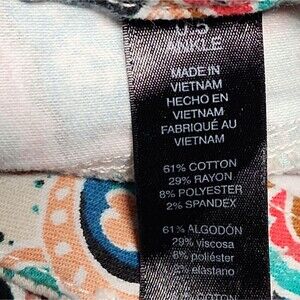 ANKLE
MADE IN
VIETNAM
HECHO EN
VIETNAM
FABRIQUÉ AU
VIETNAM
61% COTTON
29% RAYON
8% POLYESTER
2% SPANDEX
61% ALGODÓN
29% viscosa
8% poliéster
2% elastano